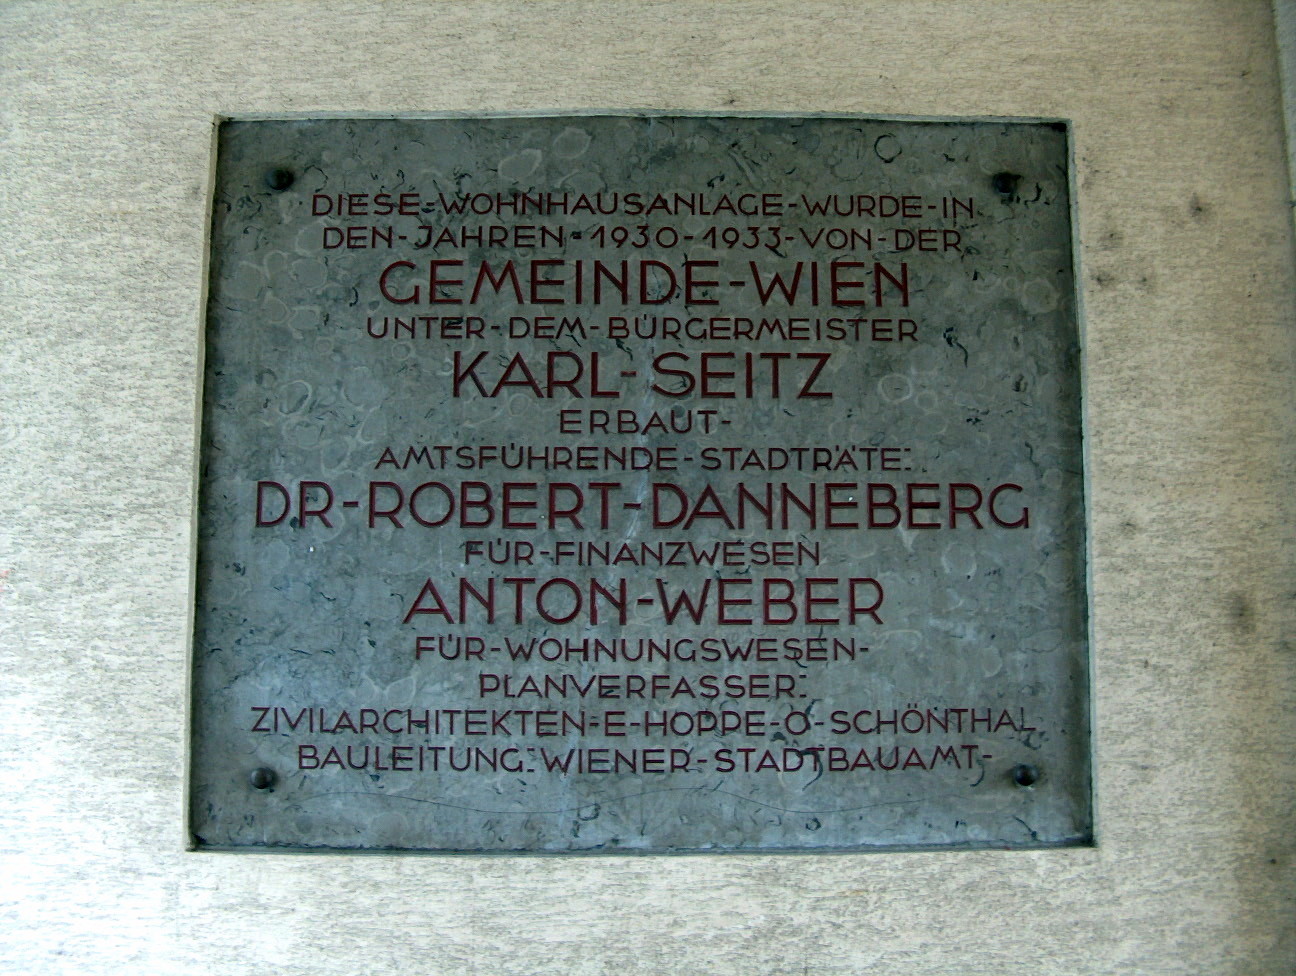 DIESE-WOHNHAUSANLAGE-WURDE-IN
DEN-JAHREN-1930-1933-VON-DER
GEMEINDE-WIEN
UNTER-DEM-BÜRGERMEISTER
KARL-SEITZ
ERBAUT-
AMTSFÜHRENDE-STADTRÄTE:
DR-ROBERT-DANNEBERG
FÜR-FINANZWESEN
ANTON-WEBER
FÜR-WOHNUNGSWESEN-
PLANVERFASSER:
ZIVILARCHITEKTEN-E-HOPPE-O-SCHÖNTHAL
BAULEITUNG:WIENER-STADTBAUAMT-